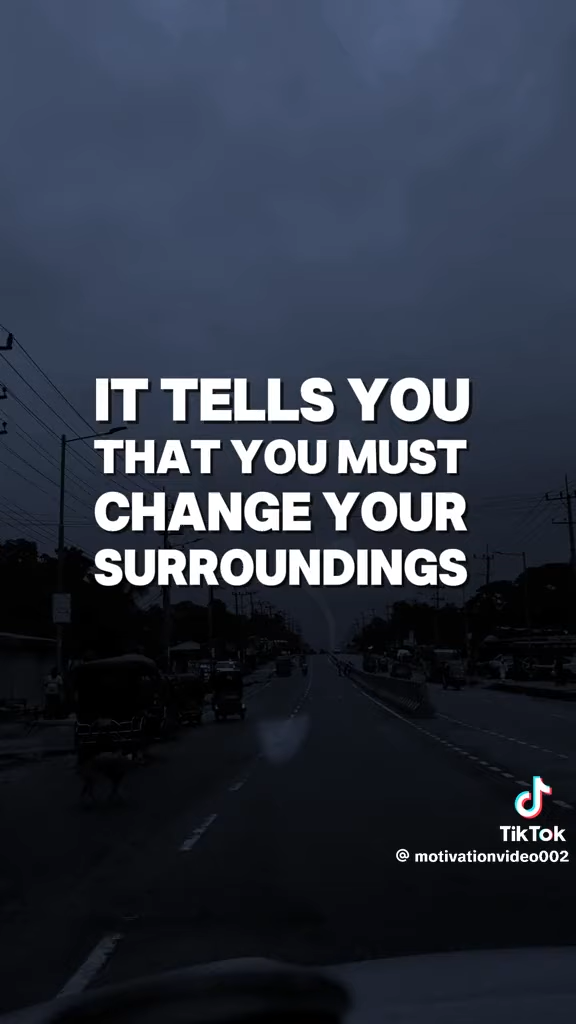 IT TELLS YOU
THAT YOU MUST
CHANGE YOUR
SURROUNDINGS
TikTok
@ motivationvideo002